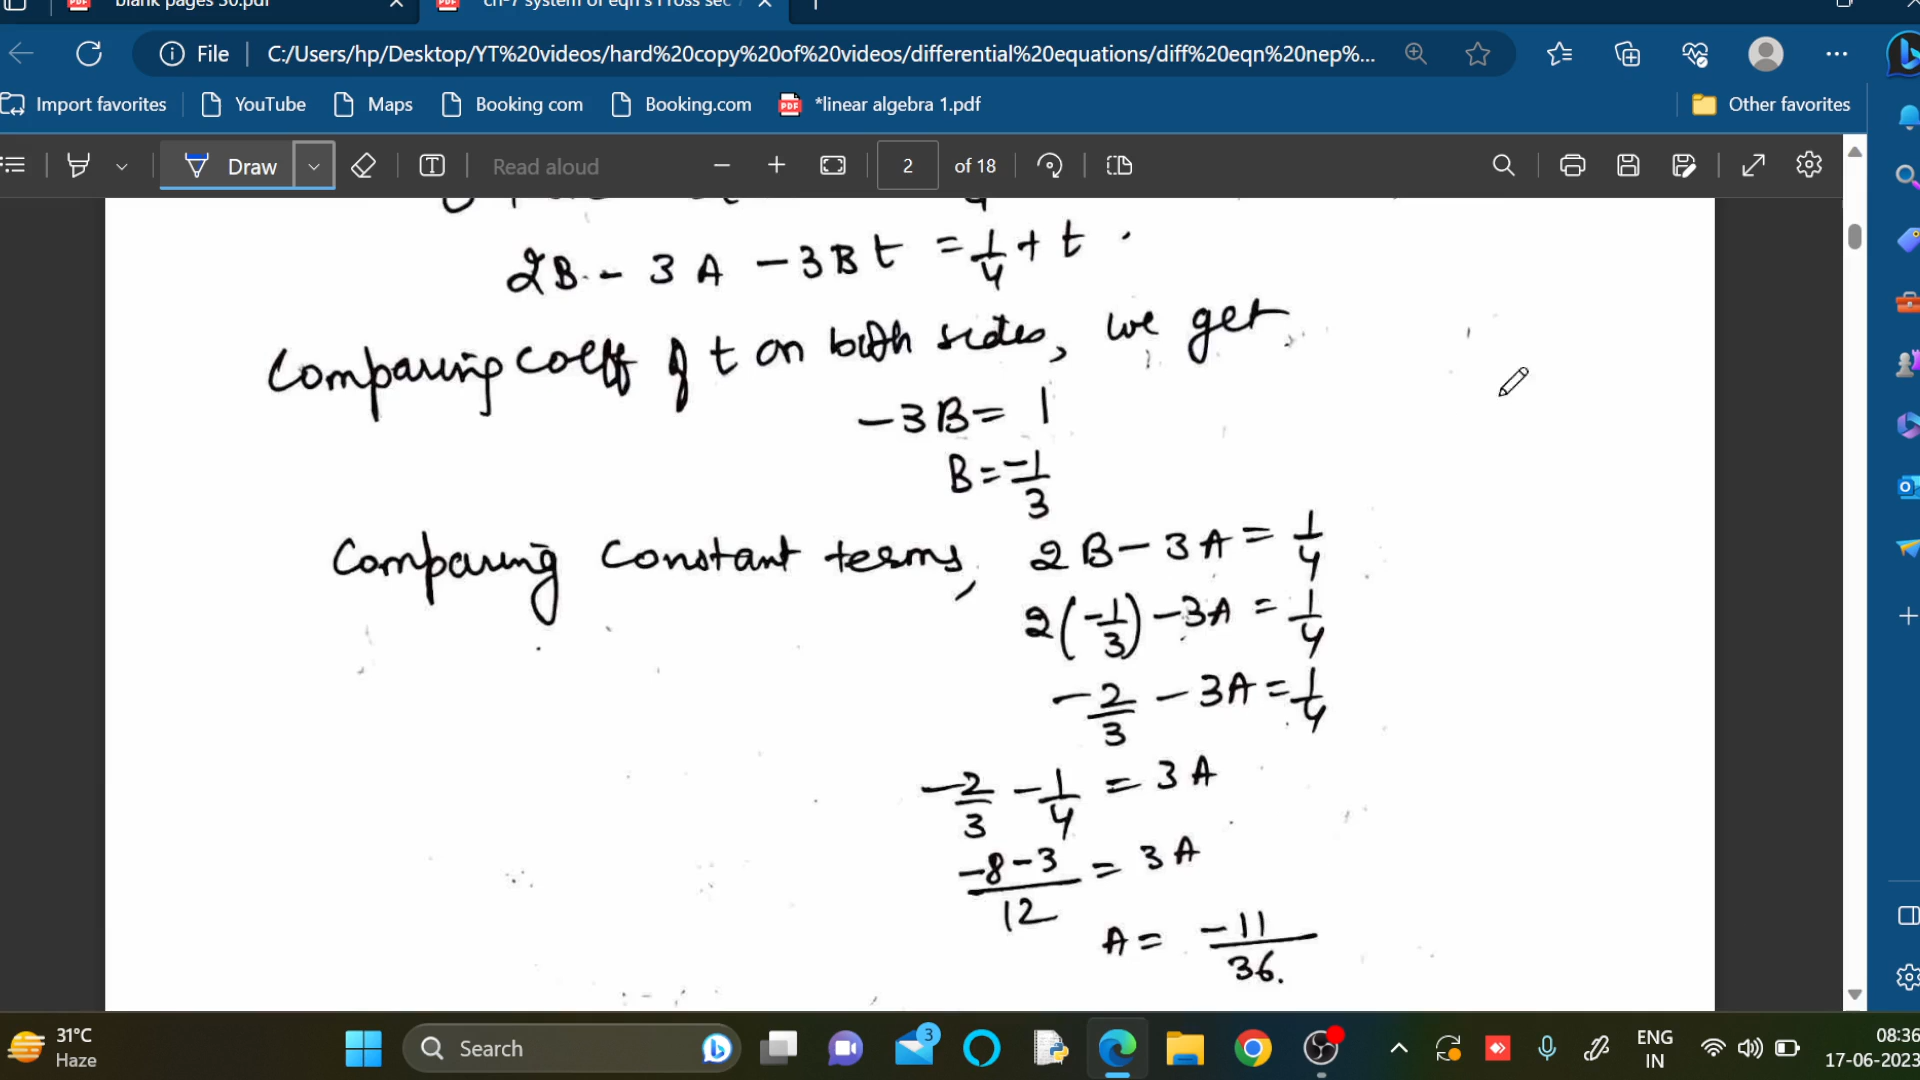 blank pages 30.pdf
ch-7 system of eqn's
File
C:/Users/hp/Desktop/YT%20videos/hard%20copy%20of%20videos/differential%20equations/diff%20eqn%20nep%...
Import favorites
YouTube
Maps
Booking com
Booking.com
PDF
*linear algebra 1.pdf
Other favorites
Draw
Read aloud
2
of 18
2B - 3A - 3Bt = 1/4 + t.
Comparing coeff of t on both sides, we get
-3B = 1
B = -1/3
Comparing constant terms, 2B - 3A = 1/4
2(-1/3) - 3A = 1/4
-2/3 - 3A = 1/4
-2/3 - 1/4 = 3A
-8-3/12 = 3A
A = -11/36.
31°C
Haze
Search
3
ENG
IN
08:36
17-06-2023